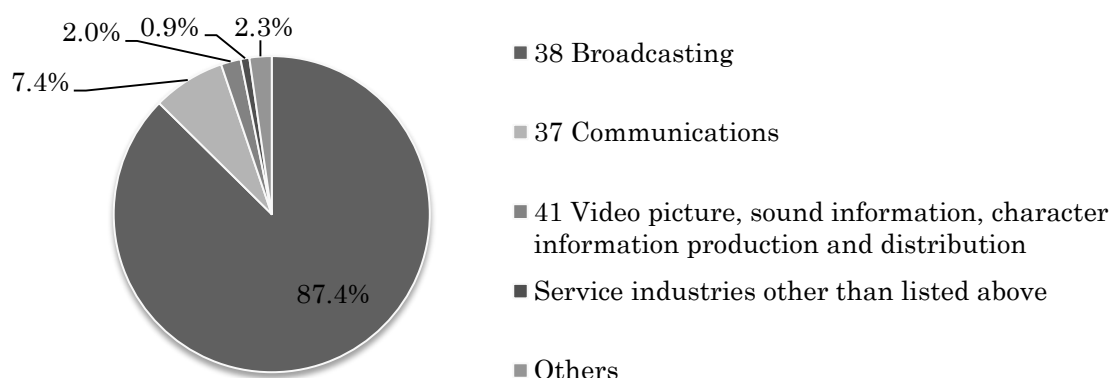 2.0%
0.9%
2.3%
7.4%
87.4%
38 Broadcasting
37 Communications
41 Video picture, sound information, character
information production and distribution
Service industries other than listed above
Others